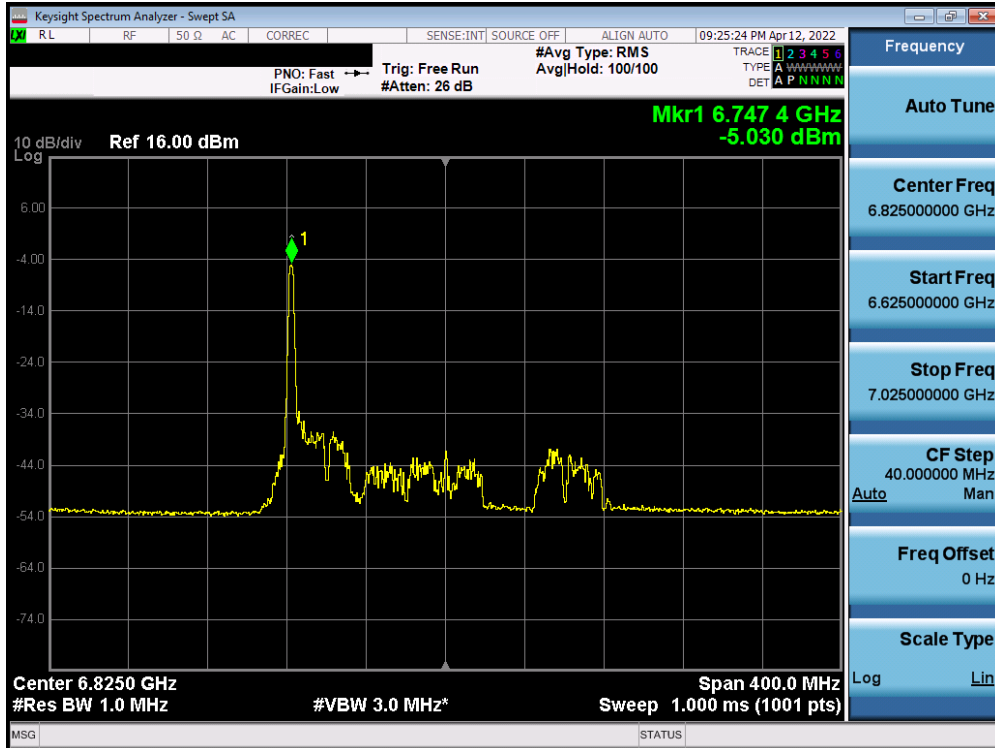 Keysight Spectrum Analyzer - Swept SA
LXI RL RF 50 Ω AC CORREC SENSE:INT SOURCE OFF ALIGN AUTO 09:25:24 PM Apr 12, 2022
PNO: Fast
IFGain:Low
Trig: Free Run
#Atten: 26 dB
#Avg Type: RMS
Avg|Hold: 100/100
TRACE 1 2 3 4 5 6
TYPE A WWWWW
DET A P N N N N
Mkr1 6.747 4 GHz
-5.030 dBm
10 dB/div Ref 16.00 dBm
Log
1
6.00
-4.00
-14.0
-24.0
-34.0
-44.0
-54.0
-64.0
-74.0
Center 6.8250 GHz Span 400.0 MHz
#Res BW 1.0 MHz #VBW 3.0 MHz* Sweep 1.000 ms (1001 pts)
MSG STATUS
Frequency
Auto Tune
Center Freq
6.825000000 GHz
Start Freq
6.625000000 GHz
Stop Freq
7.025000000 GHz
CF Step
40.000000 MHz
Auto Man
Freq Offset
0 Hz
Scale Type
Log Lin